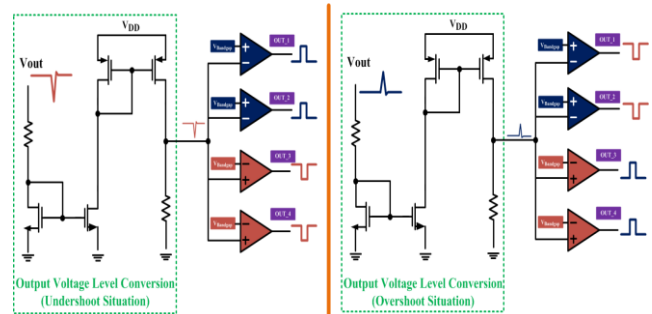 VDD
Vout
VBandgap
+
−
OUT_1
VBandgap
+
−
OUT_2
VBandgap
−
+
OUT_3
VBandgap
−
+
OUT_4
Output Voltage Level Conversion
(Undershoot Situation)
VDD
Vout
VBandgap
+
−
OUT_1
VBandgap
+
−
OUT_2
VBandgap
−
+
OUT_3
VBandgap
−
+
OUT_4
Output Voltage Level Conversion
(Overshoot Situation)